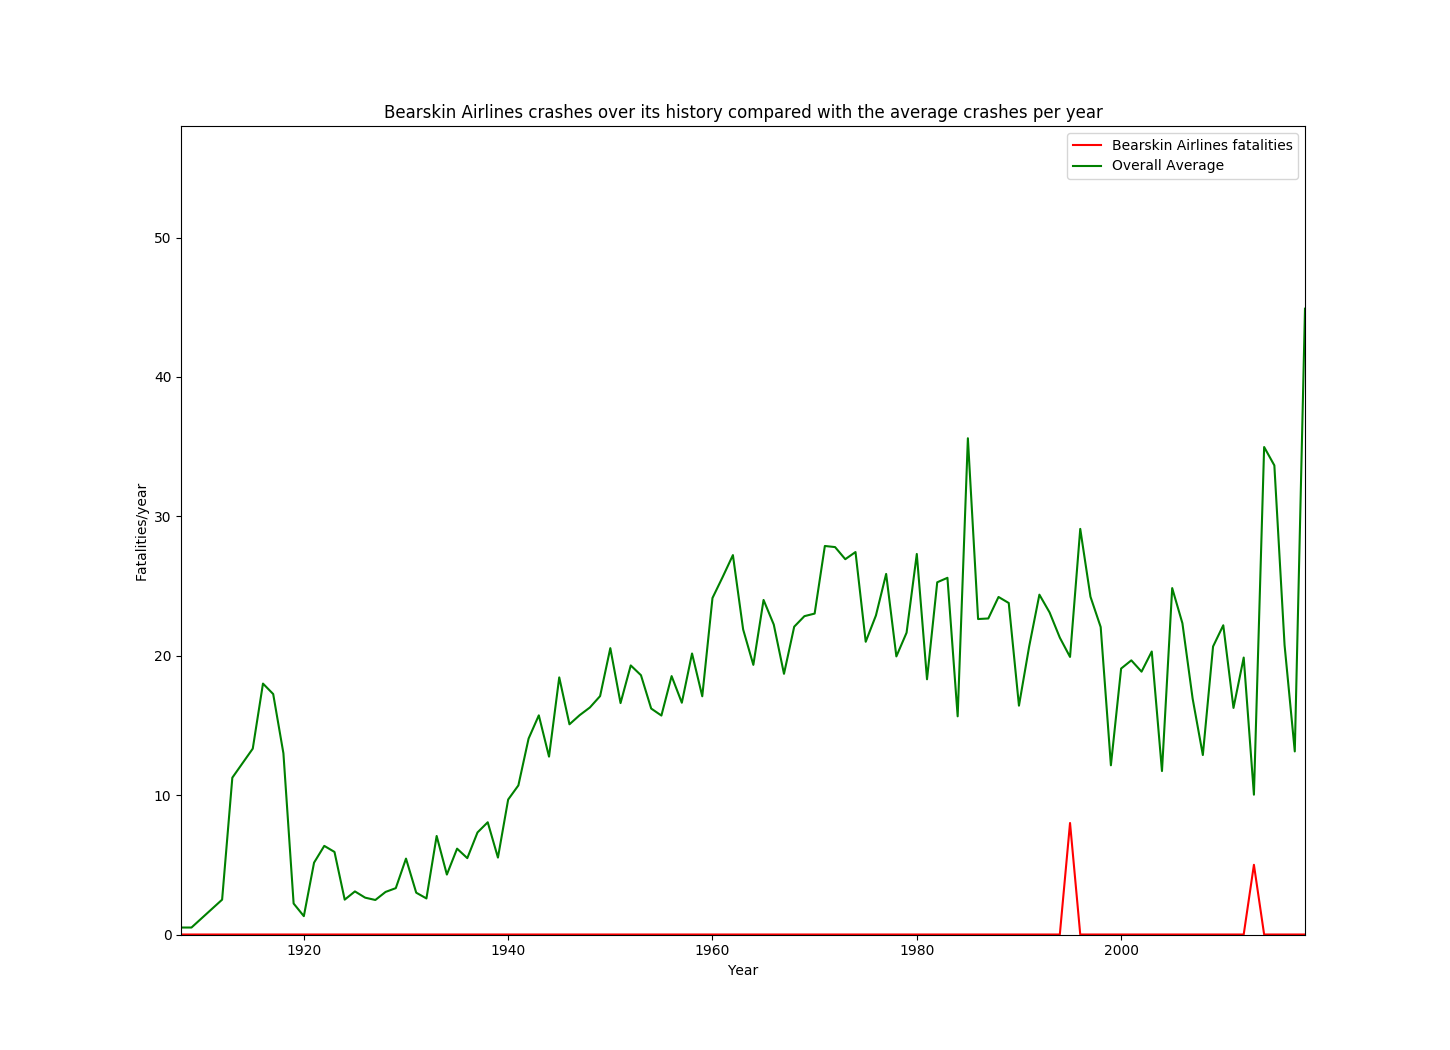 Bearskin Airlines crashes over its history compared with the average crashes per year
Bearskin Airlines fatalities
Overall Average
50
40
30
20
10
0
Fatalities/year
1920 1940 1960 1980 2000
Year